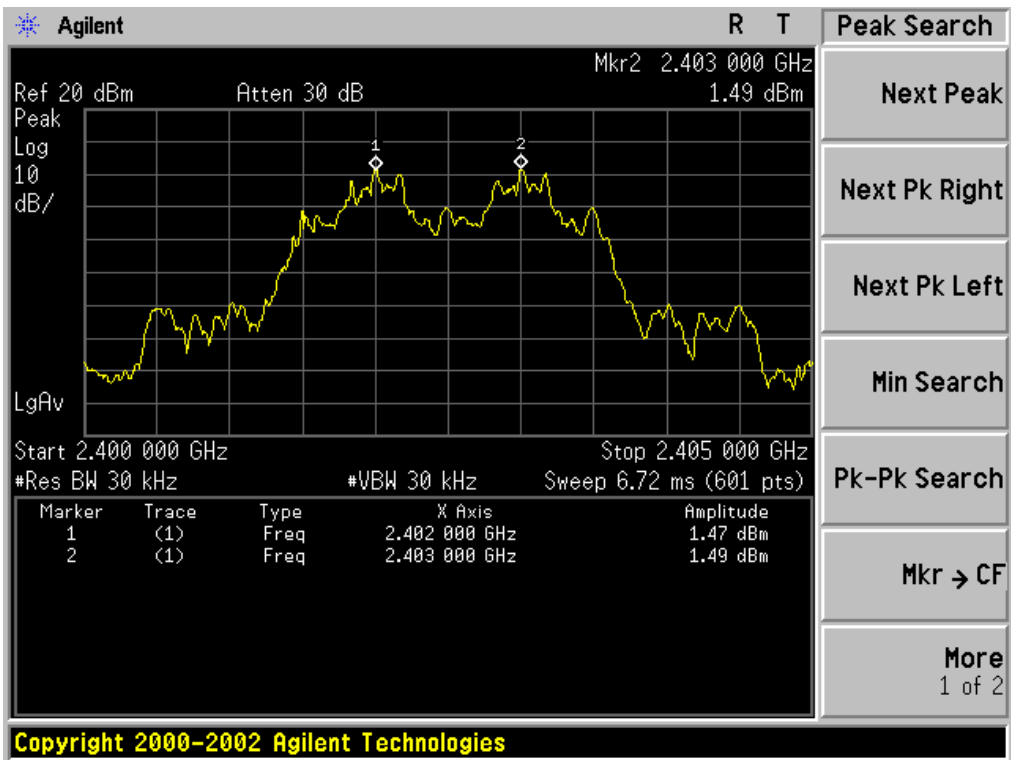 Agilent R T
Mkr2 2.403 000 GHz
Ref 20 dBm Atten 30 dB 1.49 dBm
Peak
Log
10
dB/
1 2
LgAv
Start 2.400 000 GHz Stop 2.405 000 GHz
#Res BW 30 kHz #VBW 30 kHz Sweep 6.72 ms (601 pts)
Marker Trace Type X Axis Amplitude
1 (1) Freq 2.402 000 GHz 1.47 dBm
2 (1) Freq 2.403 000 GHz 1.49 dBm
Peak Search
Next Peak
Next Pk Right
Next Pk Left
Min Search
Pk-Pk Search
Mkr → CF
More
1 of 2
Copyright 2000-2002 Agilent Technologies